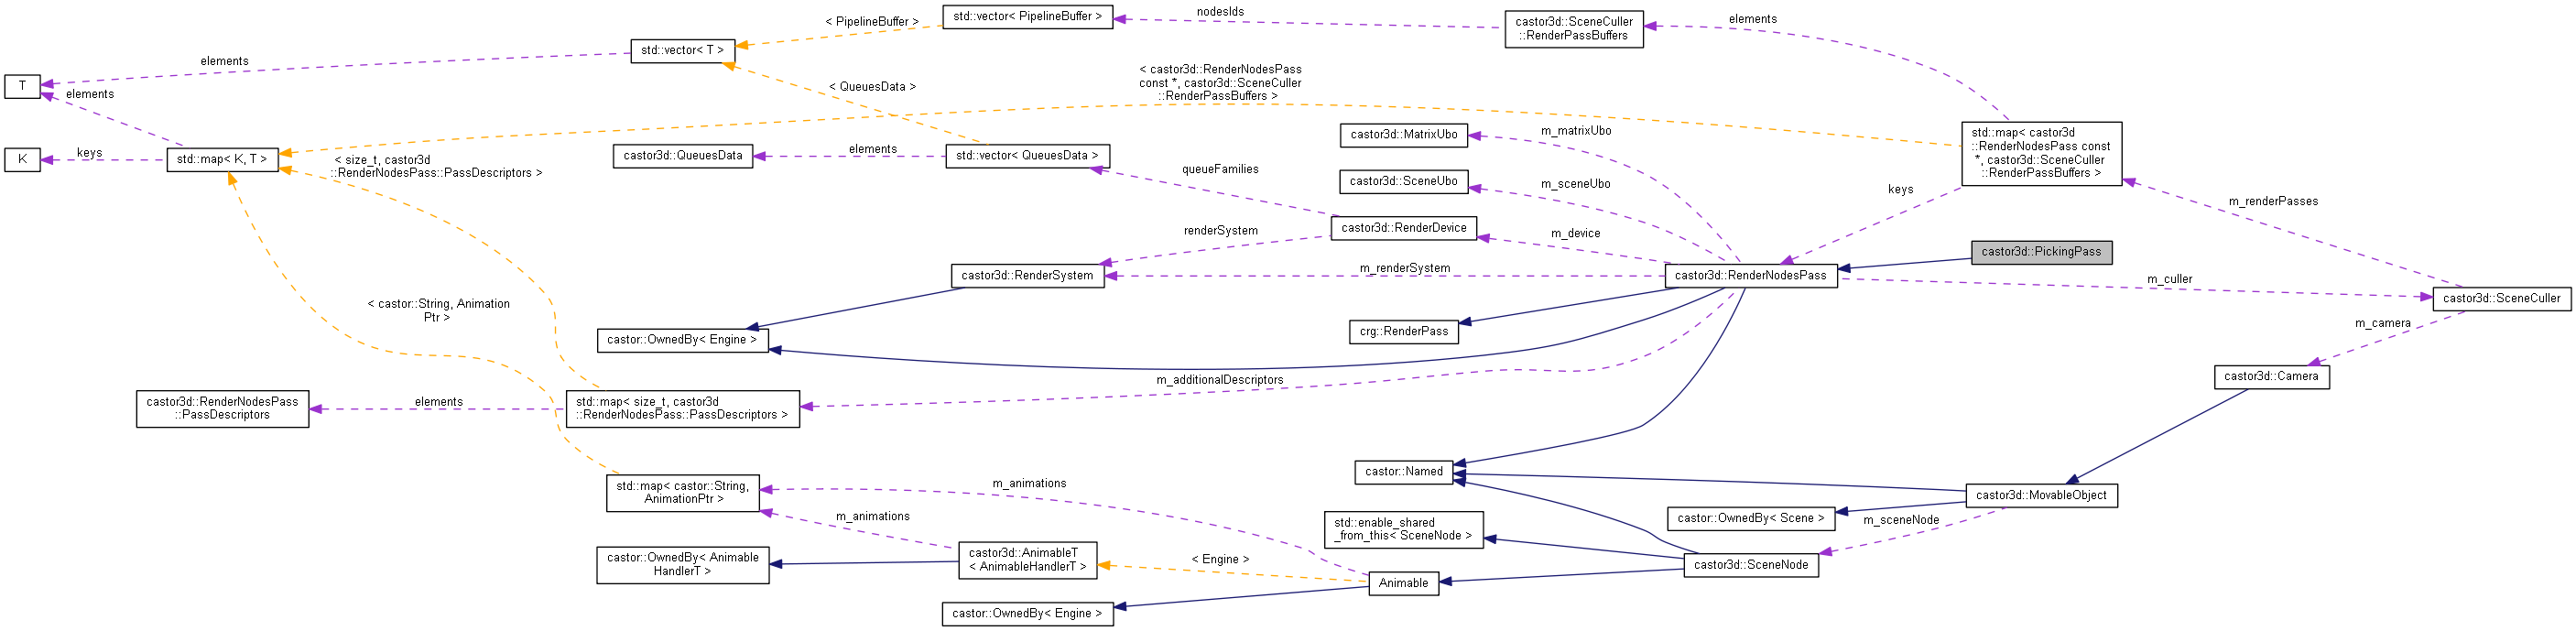 T
K
elements
elements
keys
std::map< K, T >
std::vector< T >
< PipelineBuffer >
std::vector< PipelineBuffer >
nodesIds
castor3d::SceneCuller
::RenderPassBuffers
elements
< QueuesData >
< castor3d::RenderNodesPass
const *, castor3d::SceneCuller
::RenderPassBuffers >
< size_t, castor3d
::RenderNodesPass::PassDescriptors >
castor3d::QueuesData
elements
std::vector< QueuesData >
queueFamilies
castor3d::MatrixUbo
m_matrixUbo
castor3d::SceneUbo
m_sceneUbo
castor3d::RenderDevice
m_device
renderSystem
castor3d::RenderSystem
m_renderSystem
std::map< castor3d
::RenderNodesPass const
*, castor3d::SceneCuller
::RenderPassBuffers >
keys
m_renderPasses
castor3d::PickingPass
castor3d::RenderNodesPass
m_culler
castor3d::SceneCuller
m_camera
castor3d::Camera
< castor::String, Animation
Ptr >
castor::OwnedBy< Engine >
crg::RenderPass
m_additionalDescriptors
castor3d::RenderNodesPass
::PassDescriptors
elements
std::map< size_t, castor3d
::RenderNodesPass::PassDescriptors >
castor::Named
castor3d::MovableObject
castor::OwnedBy< Scene >
m_sceneNode
std::map< castor::String,
AnimationPtr >
m_animations
m_animations
std::enable_shared
_from_this< SceneNode >
castor3d::SceneNode
castor::OwnedBy< Animable
HandlerT >
castor3d::AnimableT
< AnimableHandlerT >
< Engine >
Animable
castor::OwnedBy< Engine >